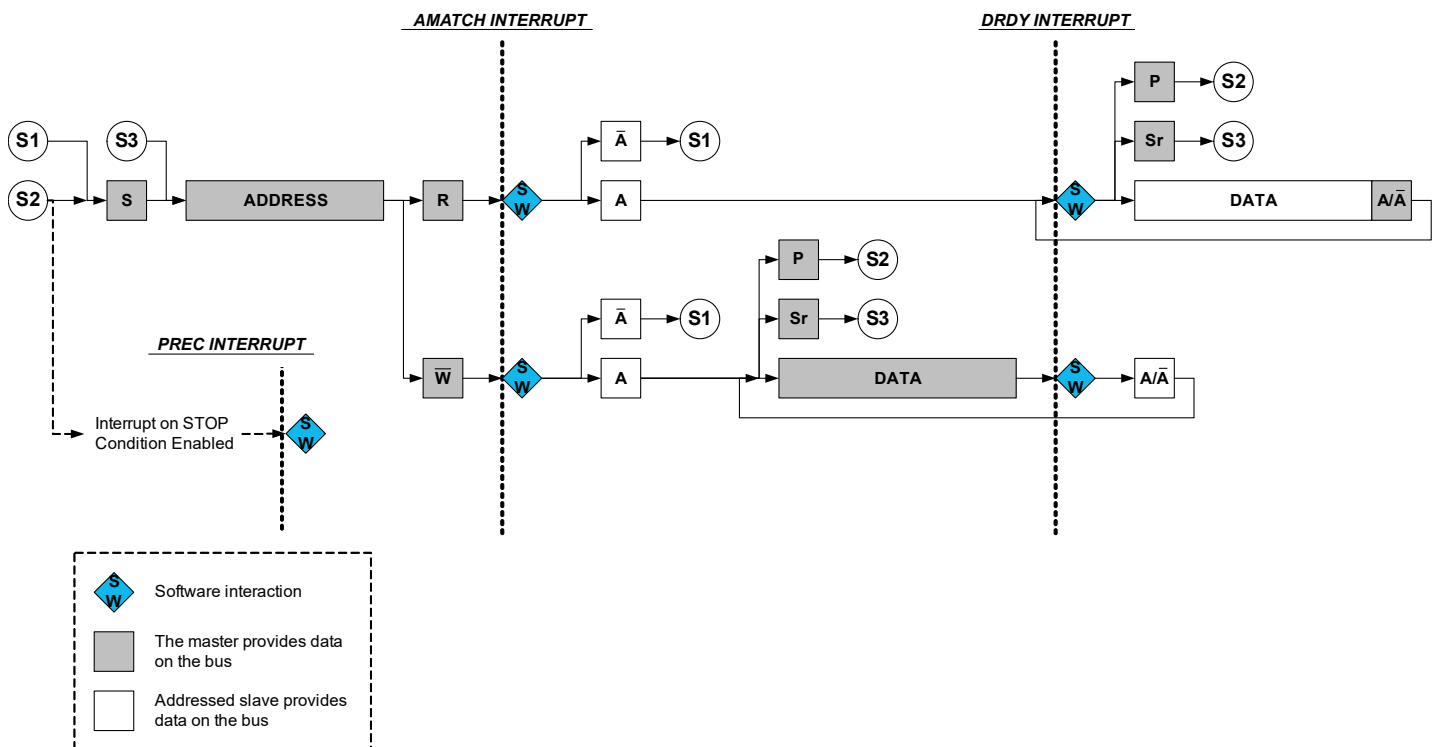 AMATCH INTERRUPT
DRDY INTERRUPT
P
S2
S1
S3
A̅
S1
Sr
S3
S2
S
ADDRESS
R
S
W
A
S
W
DATA
A/A̅
P
S2
A̅
S1
Sr
S3
PREC INTERRUPT
W̅
S
W
A
DATA
S
W
A/A̅
Interrupt on STOP
Condition Enabled
S
W
S
W
Software interaction
The master provides data
on the bus
Addressed slave provides
data on the bus